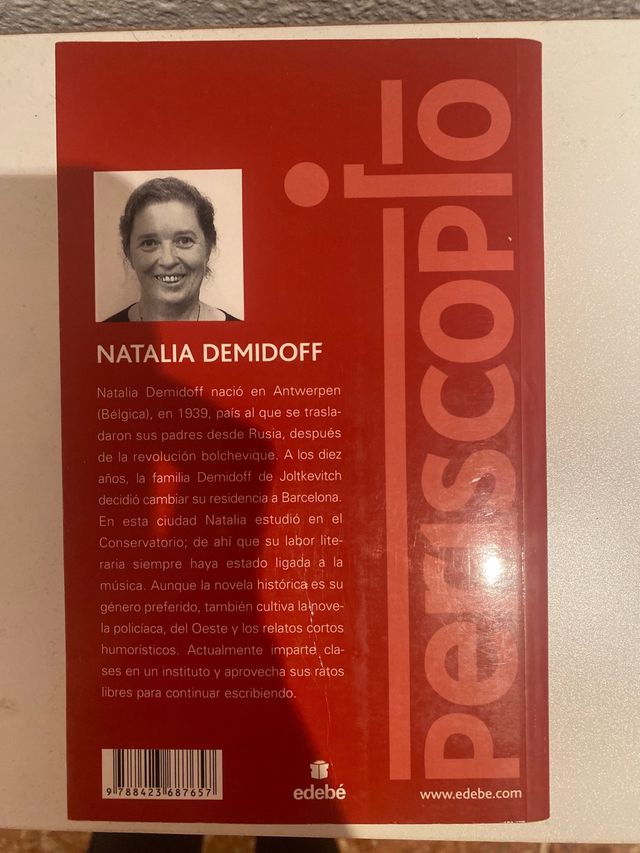 periscopio
NATALIA DEMIDOFF
Natalia Demidoff nació en Antwerpen
(Bélgica), en 1939, país al que se trasla-
daron sus padres desde Rusia, después
de la revolución bolchevique. A los diez
años, la familia Demidoff de Joltkevitch
decidió cambiar su residencia a Barcelona.
En esta ciudad Natalia estudió en el
Conservatorio; de ahí que su labor lite-
raria siempre haya estado ligada a la
música. Aunque la novela histórica es su
género preferido, también cultiva la nove-
la policíaca, del Oeste y los relatos cortos
humorísticos. Actualmente imparte cla-
ses en un instituto y aprovecha sus ratos
libres para continuar escribiendo.
9 788423 687657
edebé
www.edebe.com